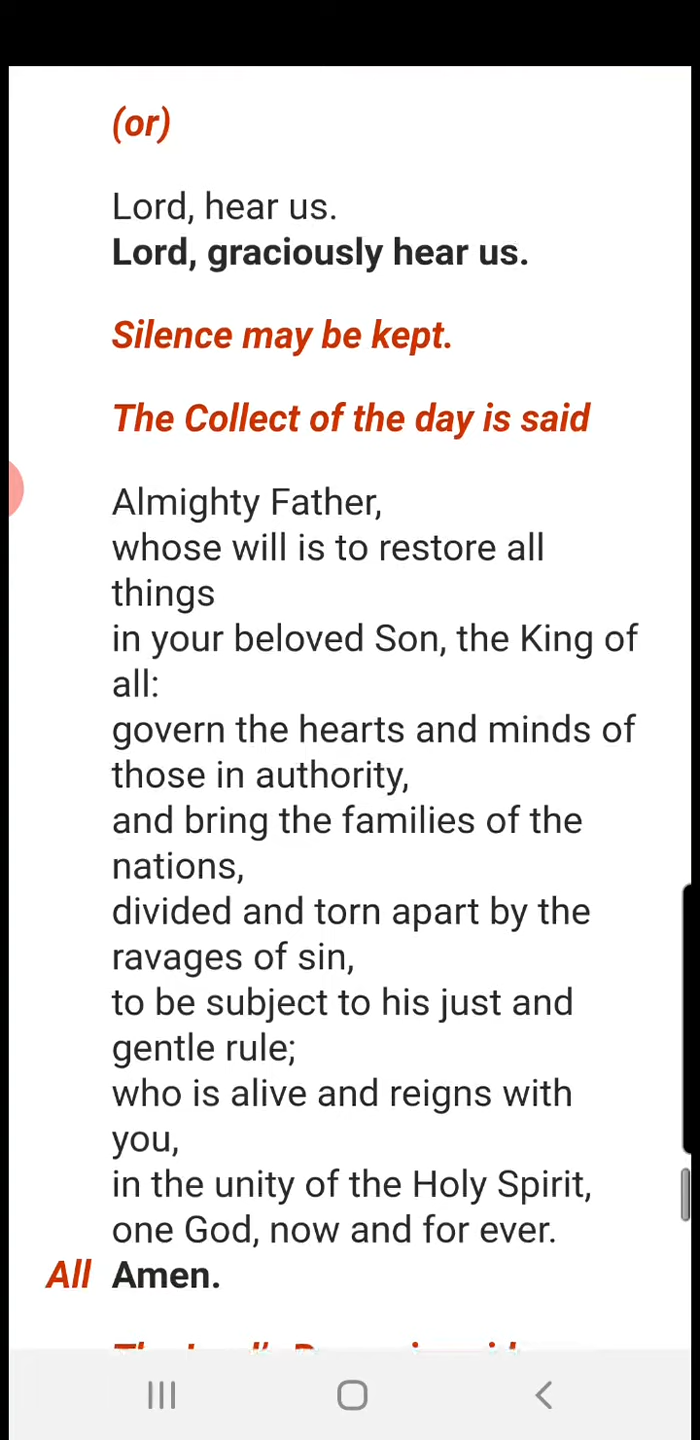 (or)
Lord, hear us.
Lord, graciously hear us.
Silence may be kept.
The Collect of the day is said
Almighty Father,
whose will is to restore all
things
in your beloved Son, the King of
all:
govern the hearts and minds of
those in authority,
and bring the families of the
nations,
divided and torn apart by the
ravages of sin,
to be subject to his just and
gentle rule;
who is alive and reigns with
you,
in the unity of the Holy Spirit,
one God, now and for ever.
All Amen.